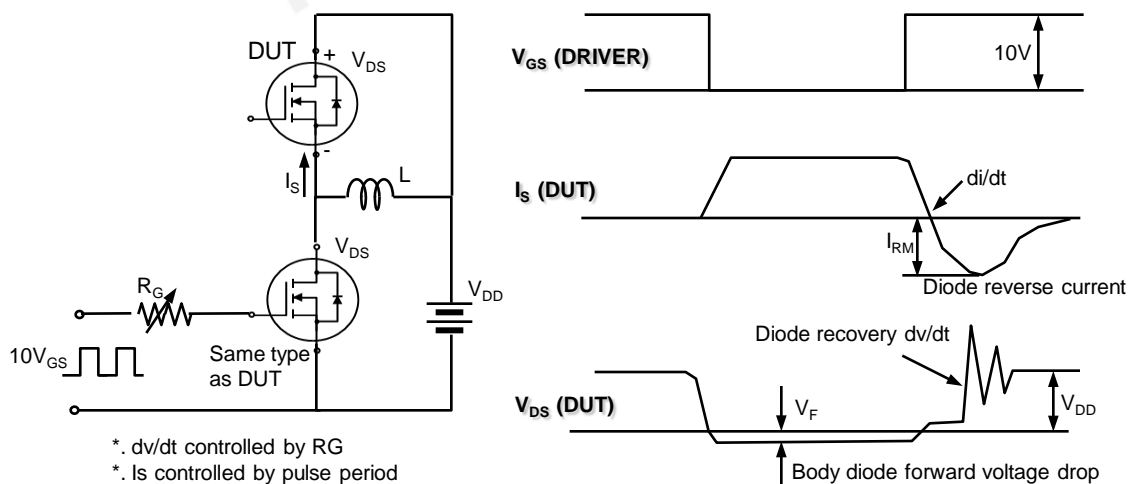 DUT
+
V_DS
-
I_S
L
V_DS
R_G
V_DD
10V_GS
Same type
as DUT
*. dv/dt controlled by RG
*. Is controlled by pulse period
V_GS (DRIVER)
10V
I_S (DUT)
di/dt
I_RM
Diode reverse current
Diode recovery dv/dt
V_DS (DUT)
V_F
V_DD
Body diode forward voltage drop